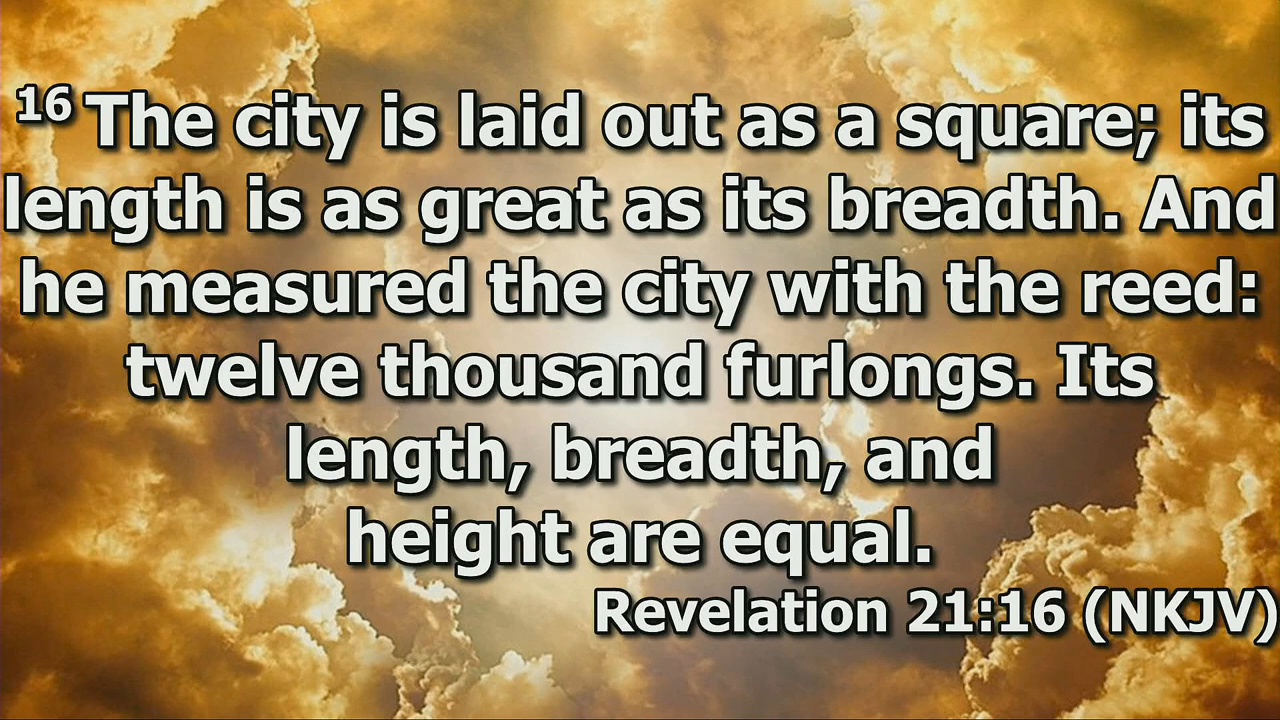 16 The city is laid out as a square; its
length is as great as its breadth. And
he measured the city with the reed:
twelve thousand furlongs. Its
length, breadth, and
height are equal.
Revelation 21:16 (NKJV)